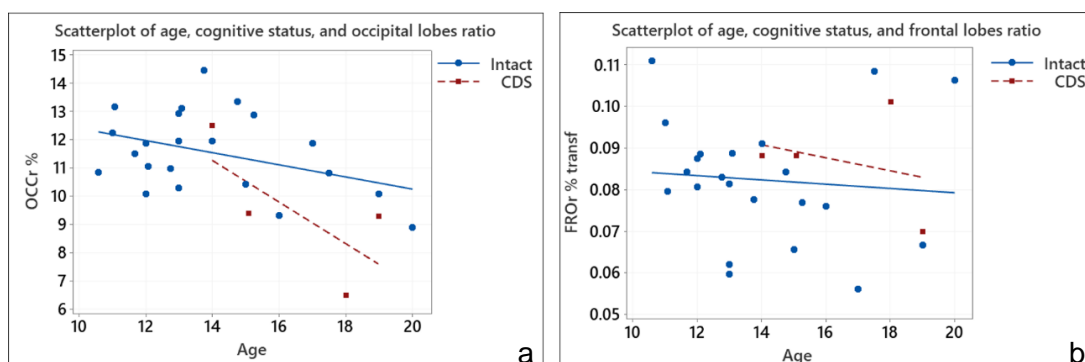 Scatterplot of age, cognitive status, and occipital lobes ratio
15
14
13
12
11
10
9
8
7
6
OCCr %
10 12 14 16 18 20
Age
Intact
CDS
a
Scatterplot of age, cognitive status, and frontal lobes ratio
0.11
0.10
0.09
0.08
0.07
0.06
0.05
FROr % transf
10 12 14 16 18 20
Age
Intact
CDS
b